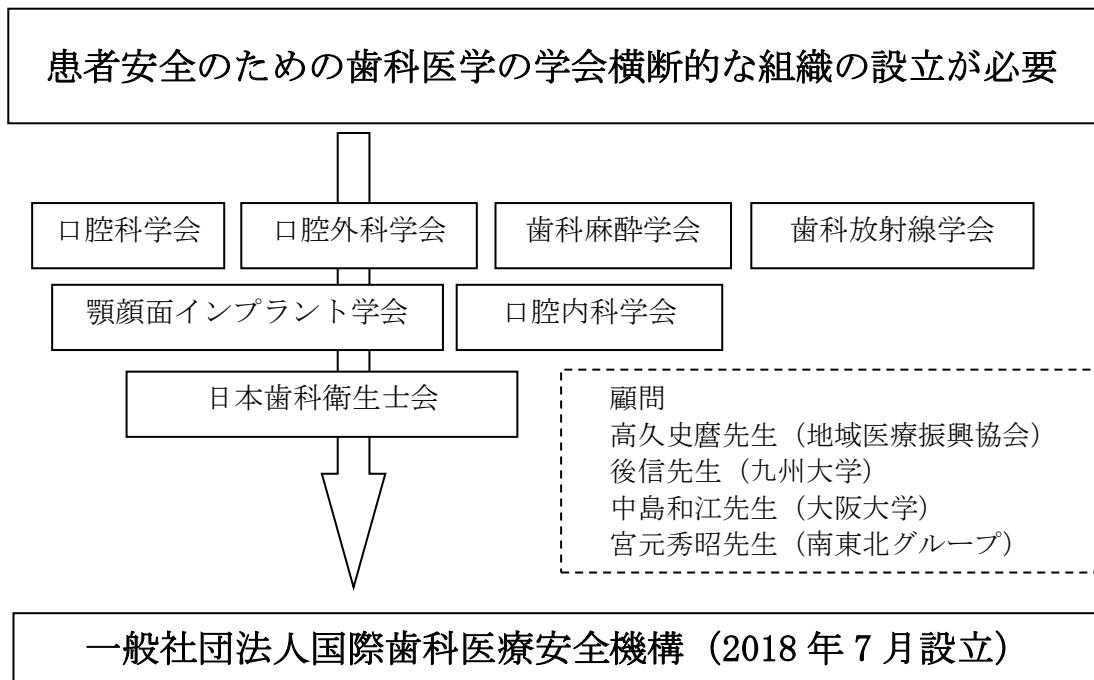 患者安全のための歯科医学の学会横断的な組織の設立が必要
口腔科学会
口腔外科学会
歯科麻酔学会
歯科放射線学会
顎顔面インプラント学会
口腔内科学会
日本歯科衛生士会
顧問
高久史麿先生（地域医療振興協会）
後信先生（九州大学）
中島和江先生（大阪大学）
宮元秀昭先生（南東北グループ）
一般社団法人国際歯科医療安全機構（2018 年 7 月設立）